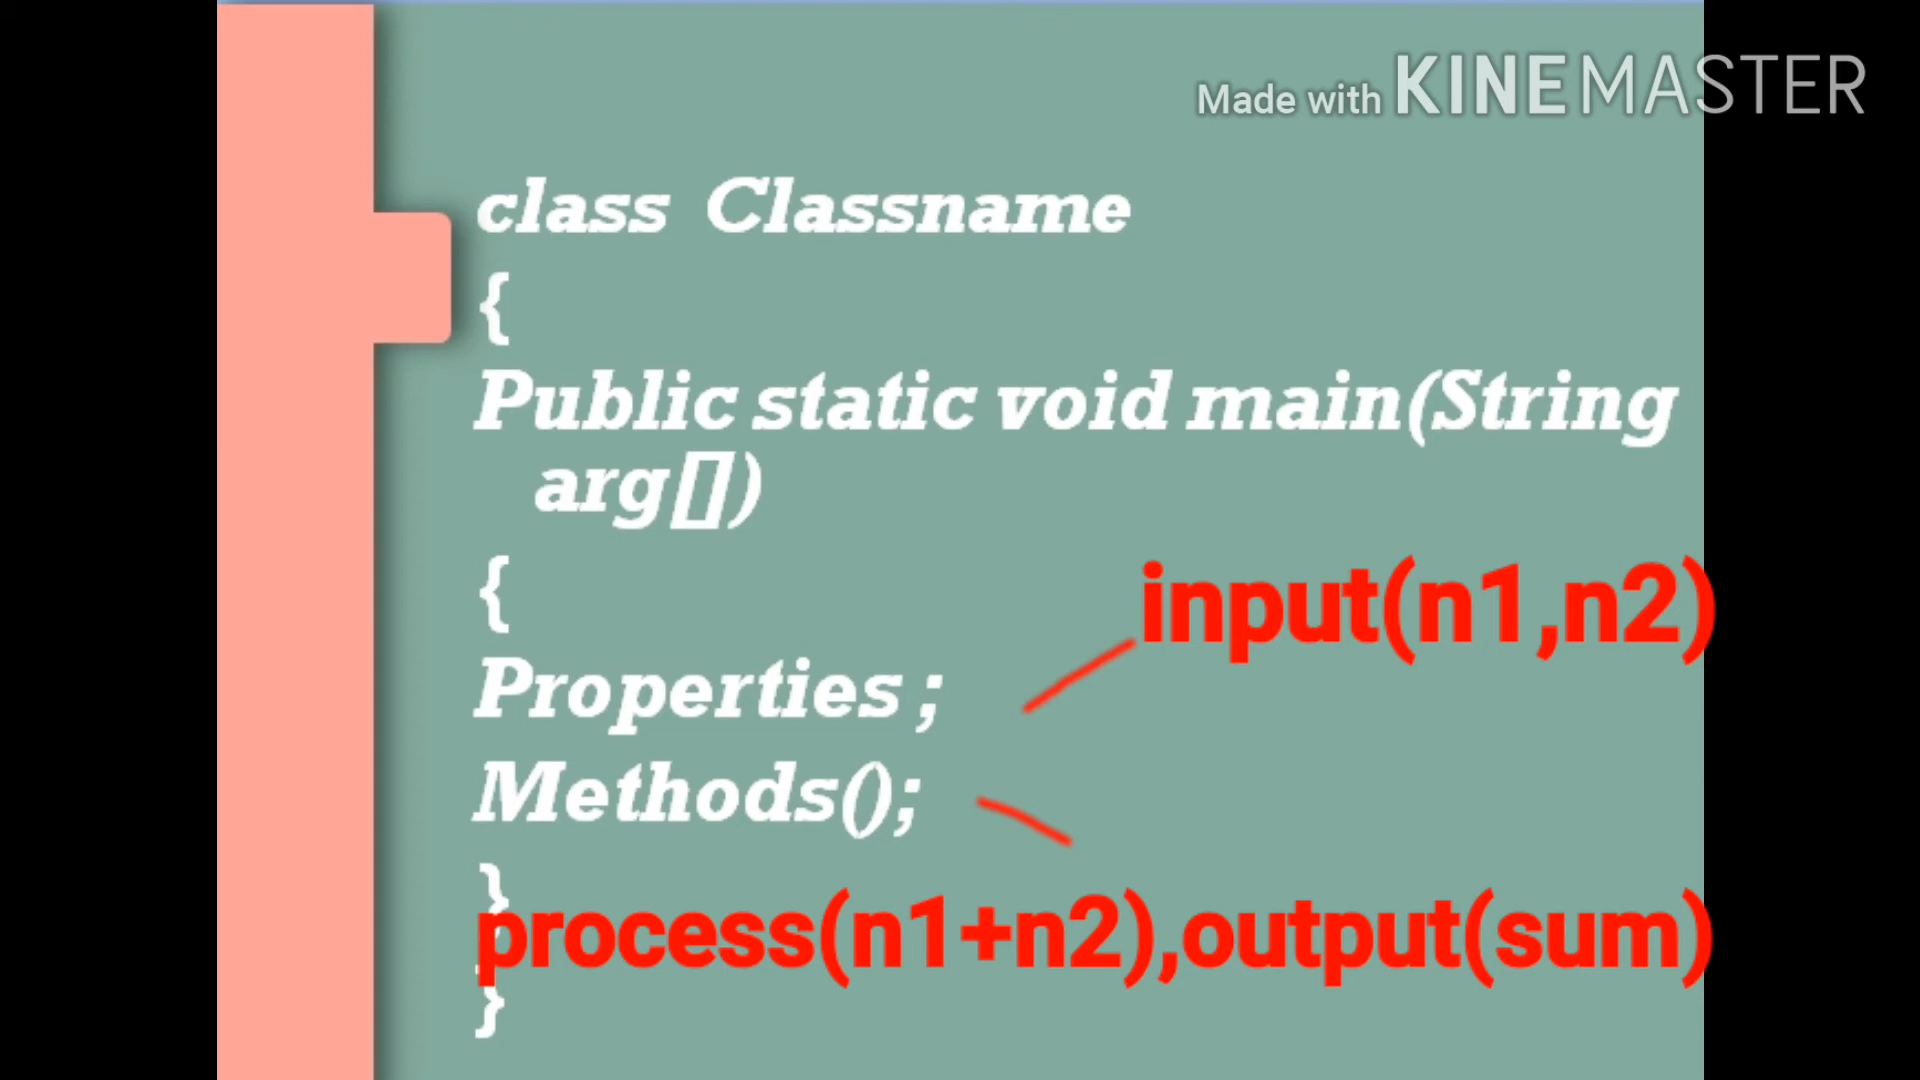 Made with KINEMASTER
class Classname
{
Public static void main(String
arg[])
{
input(n1,n2)
Properties ;
Methods();
}
process(n1+n2),output(sum)
}